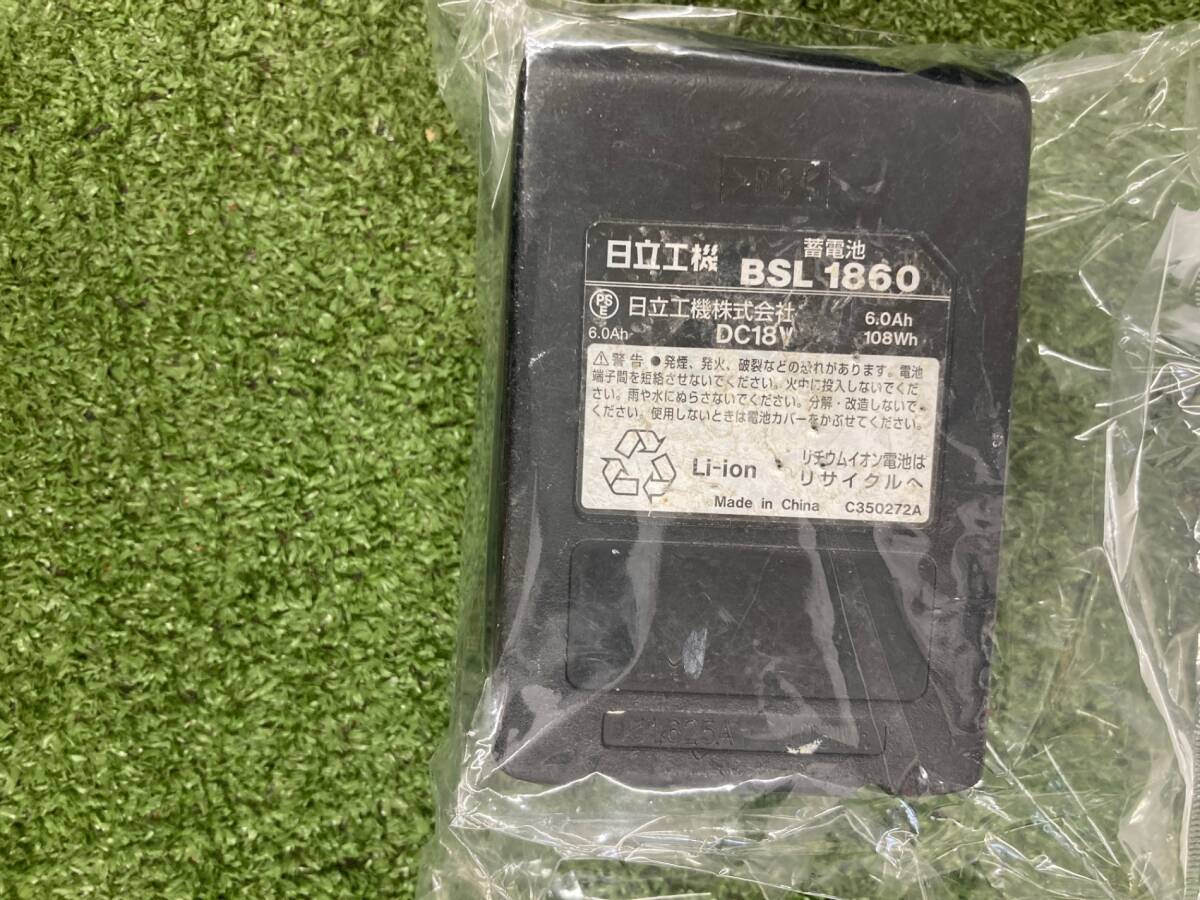 日立工機
蓄電池
BSL 1860
PS
E
日立工機株式会社
6.0Ah
6.0Ah
DC18V
108Wh
警告 ●発煙、発火、破裂などの恐れがあります。電池
端子間を短絡させないでください。火中に投入しないでくだ
さい。雨や水にぬらさないでください。分解・改造しないで
ください。使用しないときは電池カバーをかぶせてください。
Li-ion
リチウムイオン電池は
リサイクルへ
Made in China
C350272A